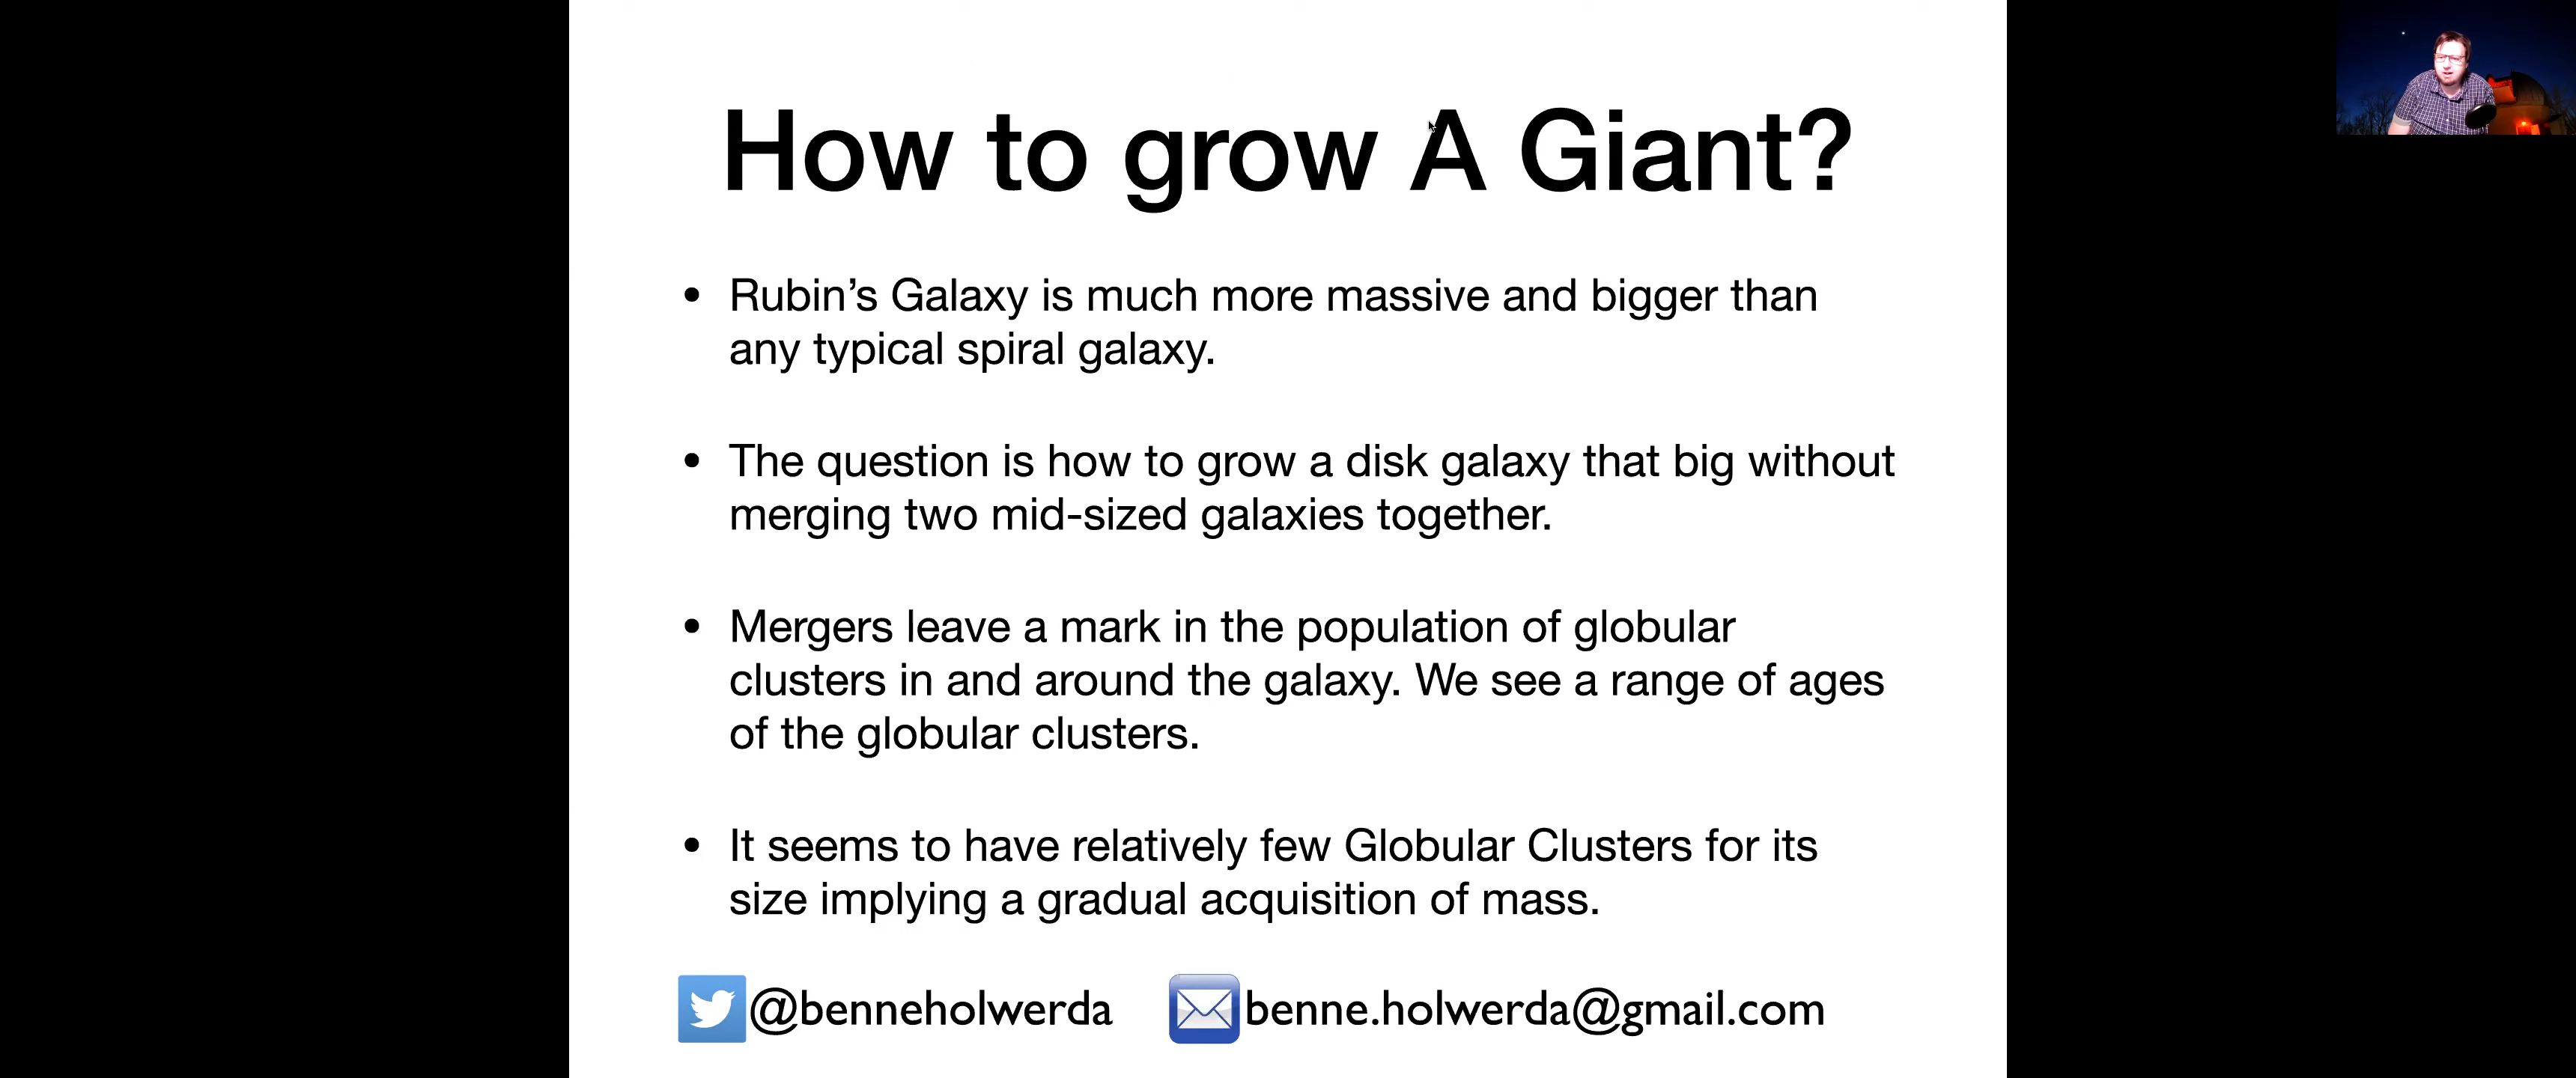 How to grow A Giant?
• Rubin’s Galaxy is much more massive and bigger than
any typical spiral galaxy.
• The question is how to grow a disk galaxy that big without
merging two mid-sized galaxies together.
• Mergers leave a mark in the population of globular
clusters in and around the galaxy. We see a range of ages
of the globular clusters.
• It seems to have relatively few Globular Clusters for its
size implying a gradual acquisition of mass.
@benneholwerda benne.holwerda@gmail.com